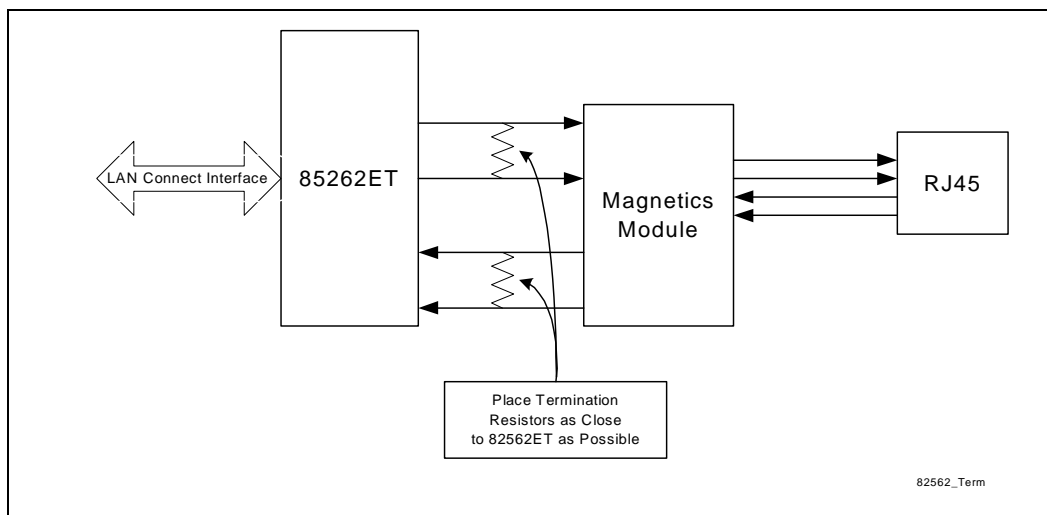 LAN Connect Interface
85262ET
Magnetics
Module
RJ45
Place Termination
Resistors as Close
to 82562ET as Possible
82562_Term